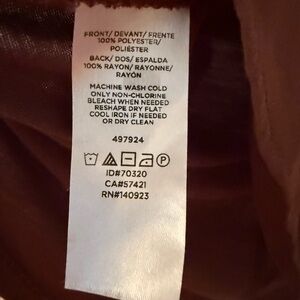 FRONT/DEVANT/FRENTE
100% POLYESTER/
POLIÉSTER
BACK/DOS/ESPALDA
100% RAYON/RAYONNE/
RAYÓN
MACHINE WASH COLD
ONLY NON-CHLORINE
BLEACH WHEN NEEDED
RESHAPE DRY FLAT
COOL IRON IF NEEDED
OR DRY CLEAN
497924
ID#70320
CA#57421
RN#140923